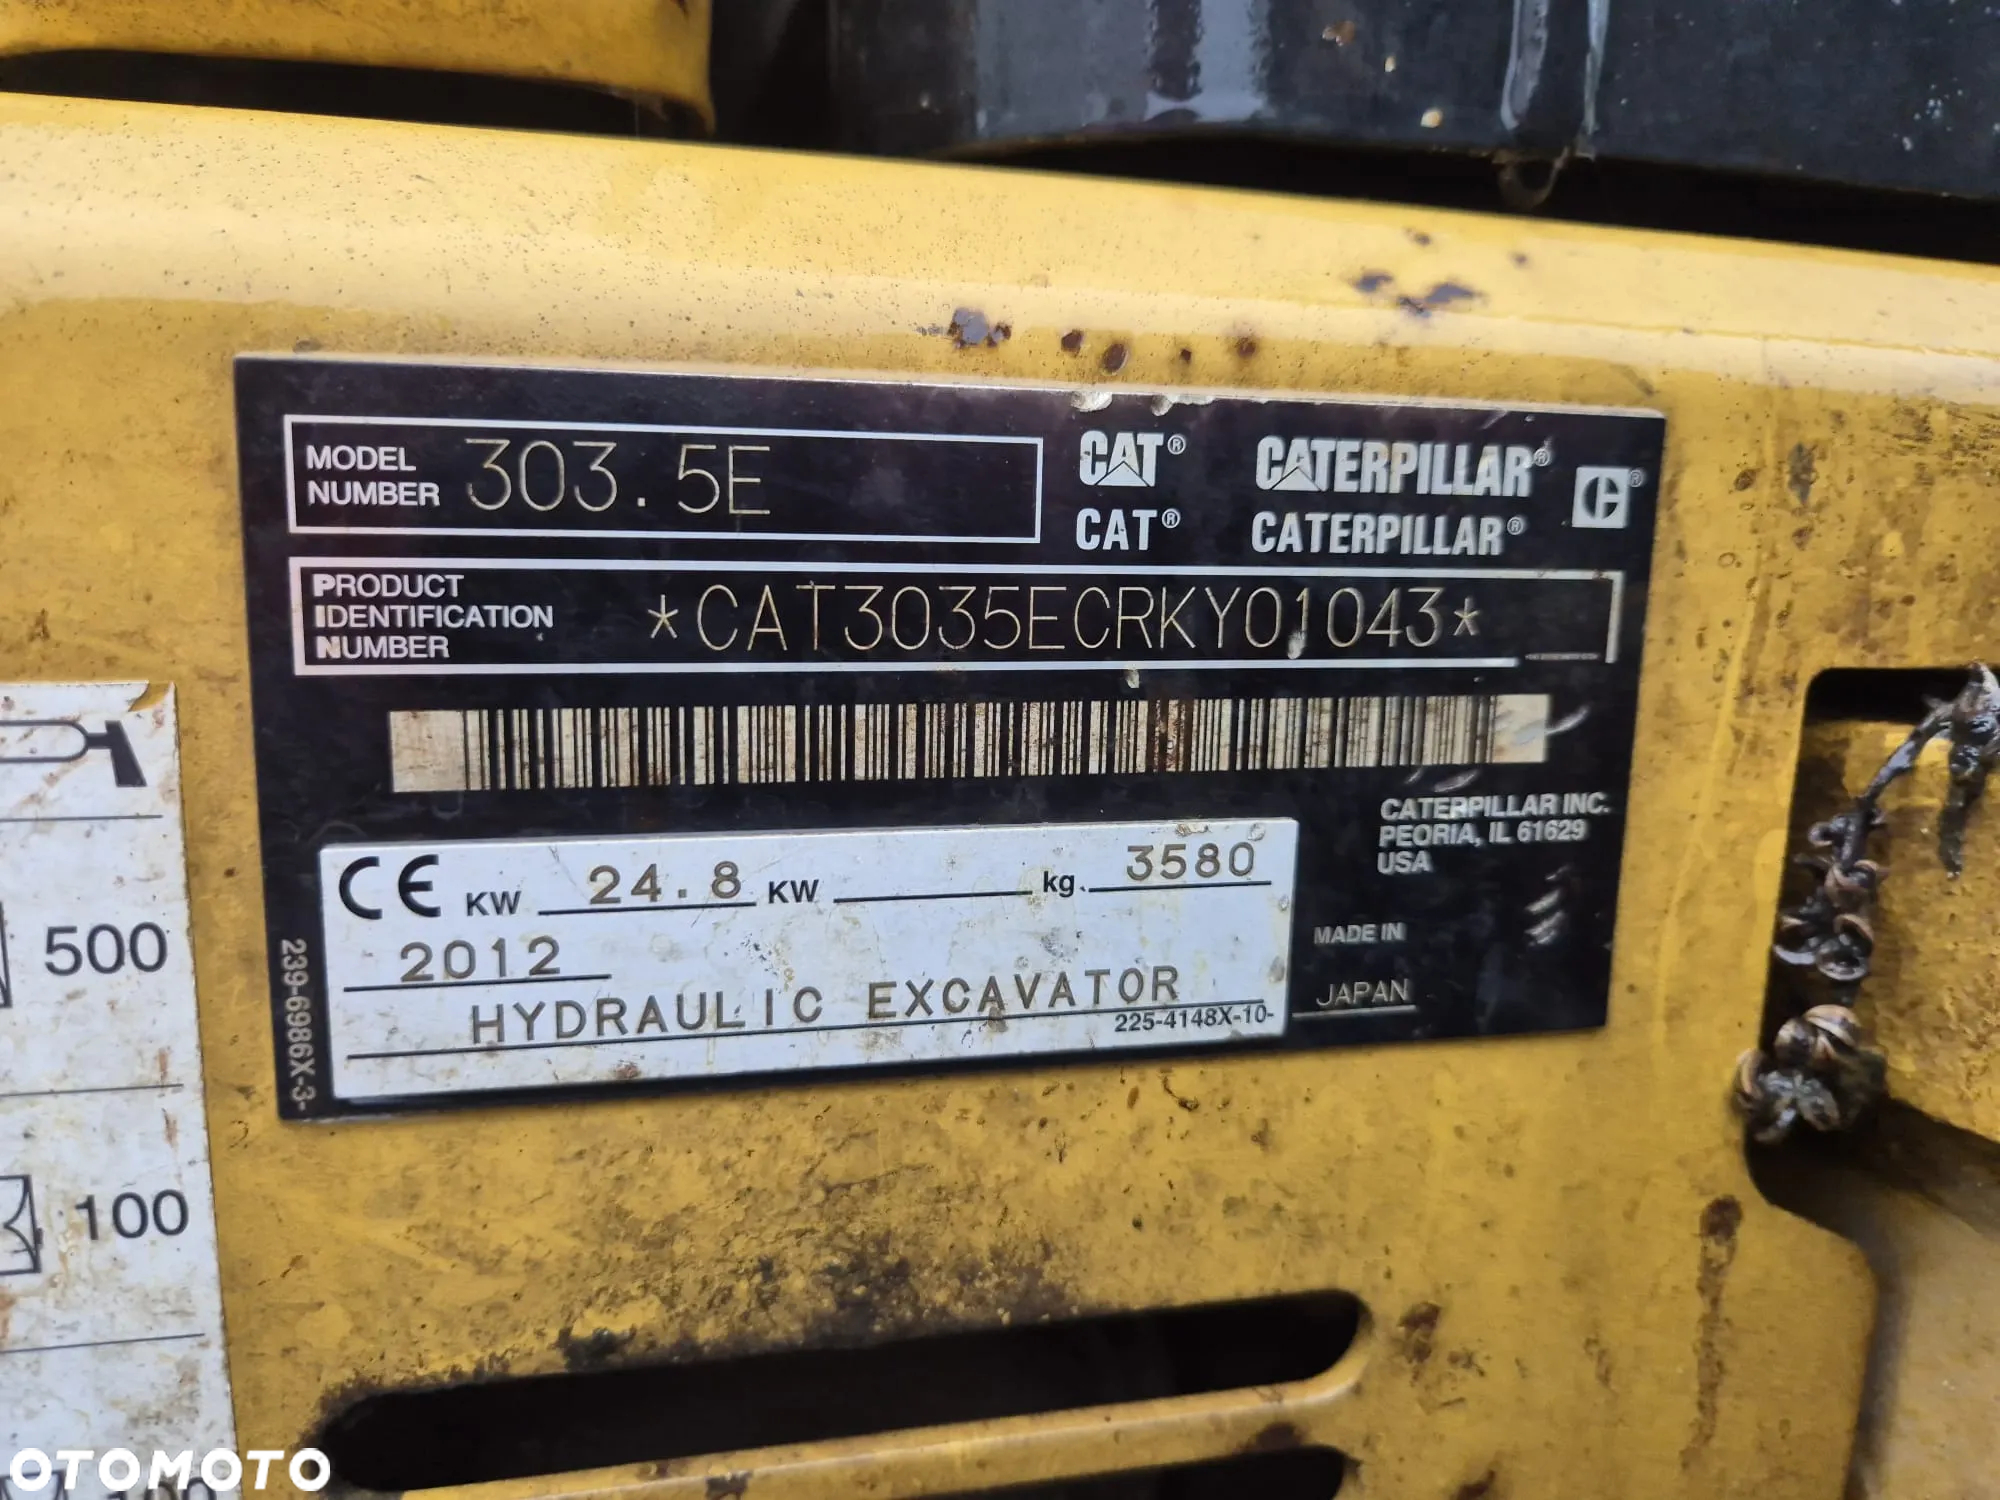 MODEL
NUMBER 303.5E
CAT® CATERPILLAR® ®
CAT® CATERPILLAR®
PRODUCT
IDENTIFICATION
NUMBER *CAT3035ECRKY01043*
CATERPILLAR INC.
PEORIA, IL 61629
USA
CE KW 24.8 KW kg. 3580
2012
HYDRAULIC EXCAVATOR
225-4148X-10-
MADE IN
JAPAN
239-6986X-3-
500
100
OTOMOTO